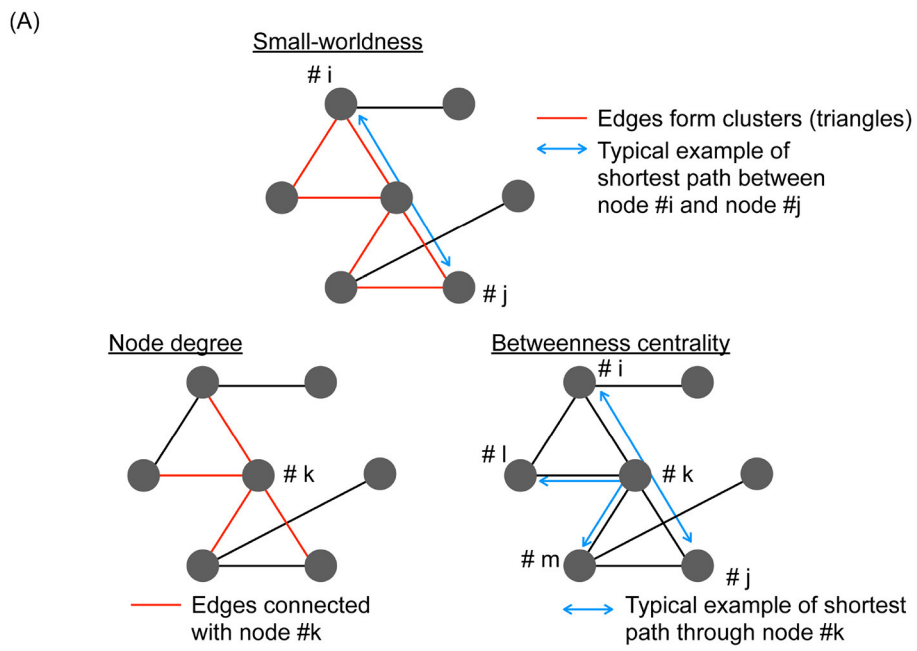 (A)
Small-worldness
# i
Edges form clusters (triangles)
Typical example of
shortest path between
node #i and node #j
# j
Node degree
# k
Edges connected
with node #k
Betweenness centrality
# i
# l
# k
# m
# j
Typical example of shortest
path through node #k